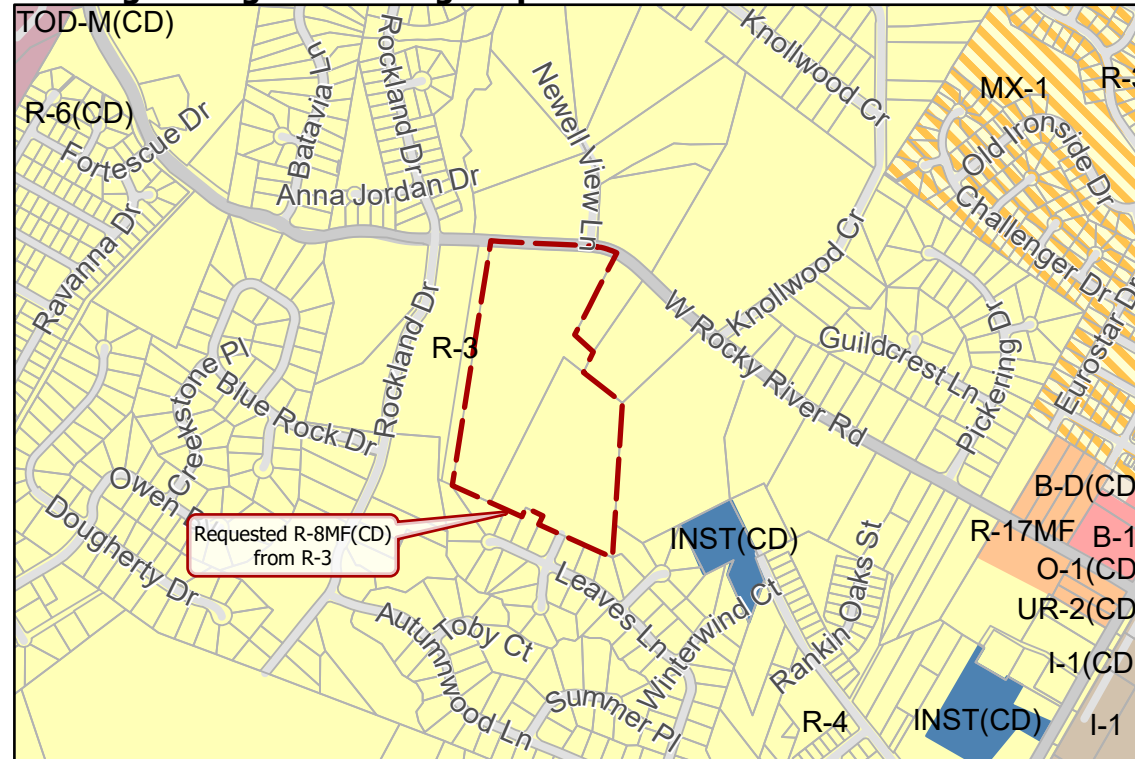 TOD-M(CD)
R-6(CD)
Fortescue Dr
Batavia Ln
Rockland Dr
Anna Jordan Dr
Ravanna Dr
Newell View Ln
Knollwood Cr
MX-1
Old Ironside Dr
Challenger Dr
Knollwood Cr
W Rocky River Rd
Guildcrest Ln
Pickering Dr
Eurostar Dr
R-3
Rockland Dr
Creekstone Pl
Blue Rock Dr
Owen
Dougherty Dr
Requested R-8MF(CD)
from R-3
INST(CD)
R-17MF
B-D(CD
B-1
O-1(CD
UR-2(CD
I-1(CD
Leaves Ln
Winterwind Ct
Rankin Oaks St
Toby Ct
Autumnwood Ln
Summer Pl
R-4
INST(CD)
I-1